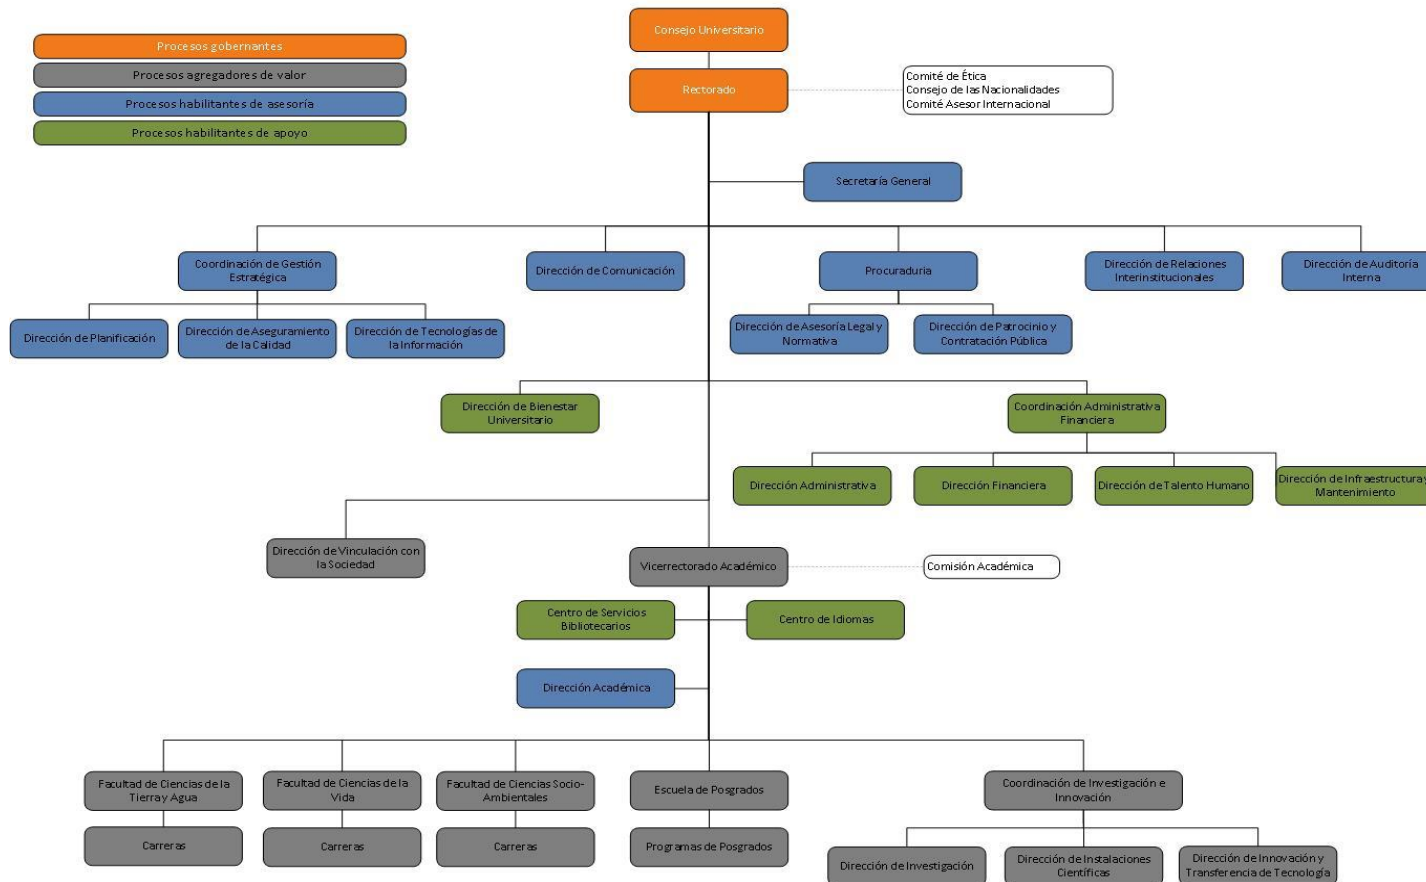 Procesos gobernantes
Procesos agregadores de valor
Procesos habilitantes de asesoría
Procesos habilitantes de apoyo
Consejo Universitario
Rectorado
Comité de Ética
Consejo de las Nacionalidades
Comité Asesor Internacional
Secretaría General
Coordinación de Gestión
Estratégica
Dirección de Comunicación
Procuraduria
Dirección de Relaciones
Interinstitucionales
Dirección de Auditoría
Interna
Dirección de Planificación
Dirección de Aseguramiento
de la Calidad
Dirección de Tecnologías de
la Información
Dirección de Asesoría Legal y
Normativa
Dirección de Patrocinio y
Contratación Pública
Dirección de Bienestar
Universitario
Coordinación Administrativa
Financiera
Dirección Administrativa
Dirección Financiera
Dirección de Talento Humano
Dirección de Infraestructura y
Mantenimiento
Dirección de Vinculación con
la Sociedad
Vicerrectorado Académico
Comisión Académica
Centro de Servicios
Bibliotecarios
Centro de Idiomas
Dirección Académica
Facultad de Ciencias de la
Tierra y Agua
Facultad de Ciencias de la
Vida
Facultad de Ciencias Socio-
Ambientales
Escuela de Posgrados
Coordinación de Investigación e
Innovación
Carreras
Carreras
Carreras
Programas de Posgrados
Dirección de Investigación
Dirección de Instalaciones
Científicas
Dirección de Innovación y
Transferencia de Tecnología